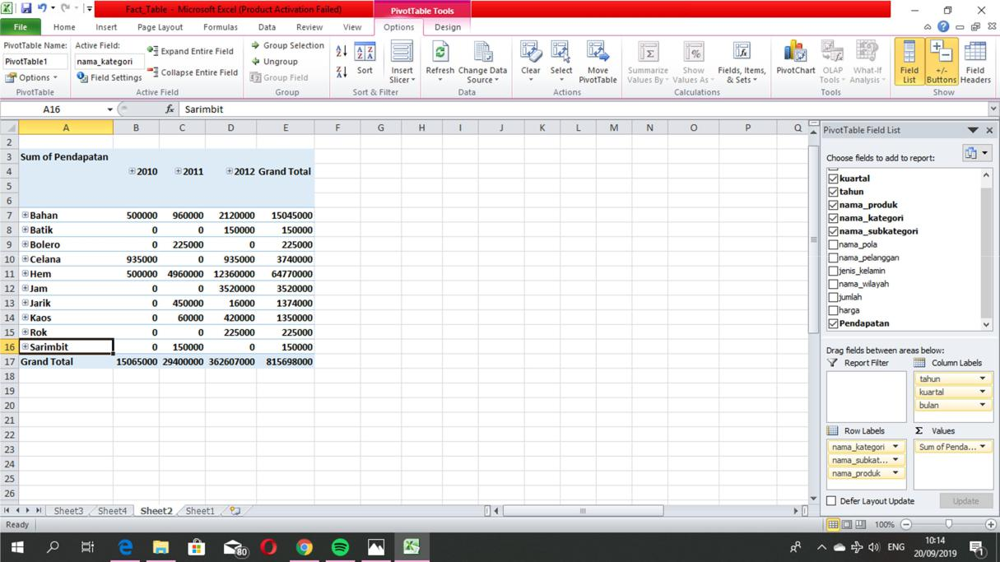 Fact_Table - Microsoft Excel (Product Activation Failed)
PivotTable Tools
File Home Insert Page Layout Formulas Data Review View Options Design
PivotTable Name:
PivotTable1
Options
PivotTable
Active Field:
nama_kategori
Field Settings
Expand Entire Field
Collapse Entire Field
Active Field
Group Selection
Ungroup
Group Field
Group
Sort
Insert Slicer
Sort & Filter
Refresh
Change Data Source
Data
Clear
Select
Move PivotTable
Actions
Summarize Values By
Show Values As
Fields, Items, & Sets
Calculations
PivotChart
OLAP Tools
What-If Analysis
Tools
Field List
+/- Buttons
Field Headers
Show
A16 fx Sarimbit
A B C D E F G H I J K L M N O P Q
2
3 Sum of Pendapatan
4 2010 2011 2012 Grand Total
5
6
7 Bahan 500000 960000 2120000 15045000
8 Batik 0 0 150000 150000
9 Bolero 0 225000 0 225000
10 Celana 935000 0 935000 3740000
11 Hem 500000 4960000 12360000 64770000
12 Jam 0 0 3520000 3520000
13 Jarik 0 450000 16000 1374000
14 Kaos 0 60000 420000 1350000
15 Rok 0 0 225000 225000
16 Sarimbit 0 150000 0 150000
17 Grand Total 15065000 29400000 362607000 815698000
18
19
20
21
22
23
24
25
26
PivotTable Field List
Choose fields to add to report:
kuartal
tahun
nama_produk
nama_kategori
nama_subkategori
nama_pola
nama_pelanggan
jenis_kelamin
nama_wilayah
jumlah
harga
Pendapatan
Drag fields between areas below:
Report Filter
Column Labels
tahun
kuartal
bulan
Row Labels
nama_kategori
nama_subkat...
nama_produk
Σ Values
Sum of Penda...
Defer Layout Update
Update
Sheet3 Sheet4 Sheet2 Sheet1
Ready
100%
80
ENG
10:14
20/09/2019
1